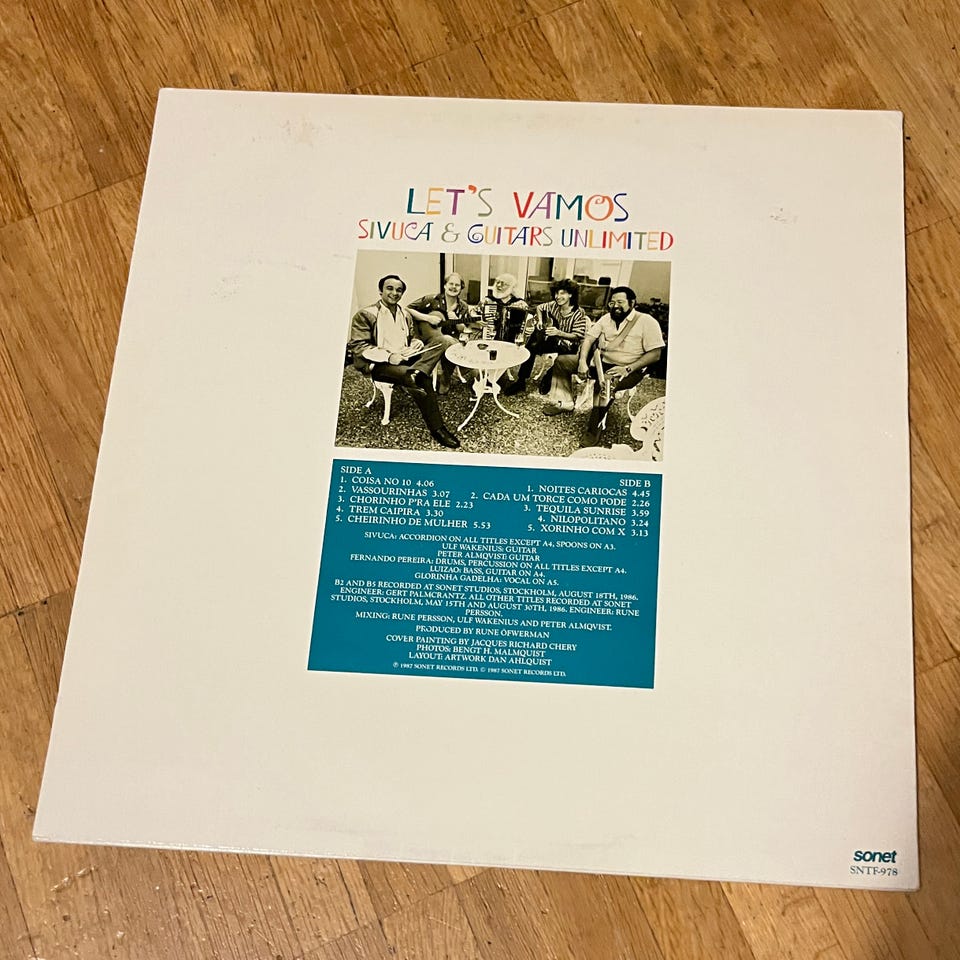 LET'S VAMOS
SIVUCA & GUITARS UNLIMITED
SIDE A
1. COISA NO 10 4.06
2. VASSOURINHAS 3.07
3. CHORINHO P'RA ELE 2.23
4. TREM CAIPIRA 3.30
5. CHEIRINHO DE MULHER 5.53
SIDE B
1. NOITES CARIOCAS 4.45
2. CADA UM TORCE COMO PODE 2.26
3. TEQUILA SUNRISE 3.59
4. NILOPOLITANO 3.24
5. XORINHO COM X 3.13
SIVUCA: ACCORDION ON ALL TITLES EXCEPT A4, SPOONS ON A3.
ULF WAKENIUS: GUITAR
PETER ALMQVIST: GUITAR
FERNANDO PEREIRA: DRUMS, PERCUSSION ON ALL TITLES EXCEPT A4.
LUIZAO: BASS, GUITAR ON A4.
GLORINHA GADELHA: VOCAL ON A5.
B2 AND B5 RECORDED AT SONET STUDIOS, STOCKHOLM, AUGUST 18TH, 1986.
ENGINEER: GERT PALMCRANTZ. ALL OTHER TITLES RECORDED AT SONET
STUDIOS, STOCKHOLM, MAY 15TH AND AUGUST 30TH, 1986. ENGINEER: RUNE
PERSSON.
MIXING: RUNE PERSSON, ULF WAKENIUS AND PETER ALMQVIST.
PRODUCED BY RUNE ÖFWERMAN
COVER PAINTING BY JACQUES RICHARD CHERY
PHOTOS: BENGT H. MALMQUIST
LAYOUT: ARTWORK DAN AHLQUIST
℗ 1987 SONET RECORDS LTD. © 1987 SONET RECORDS LTD.
sonet
SNTF-978